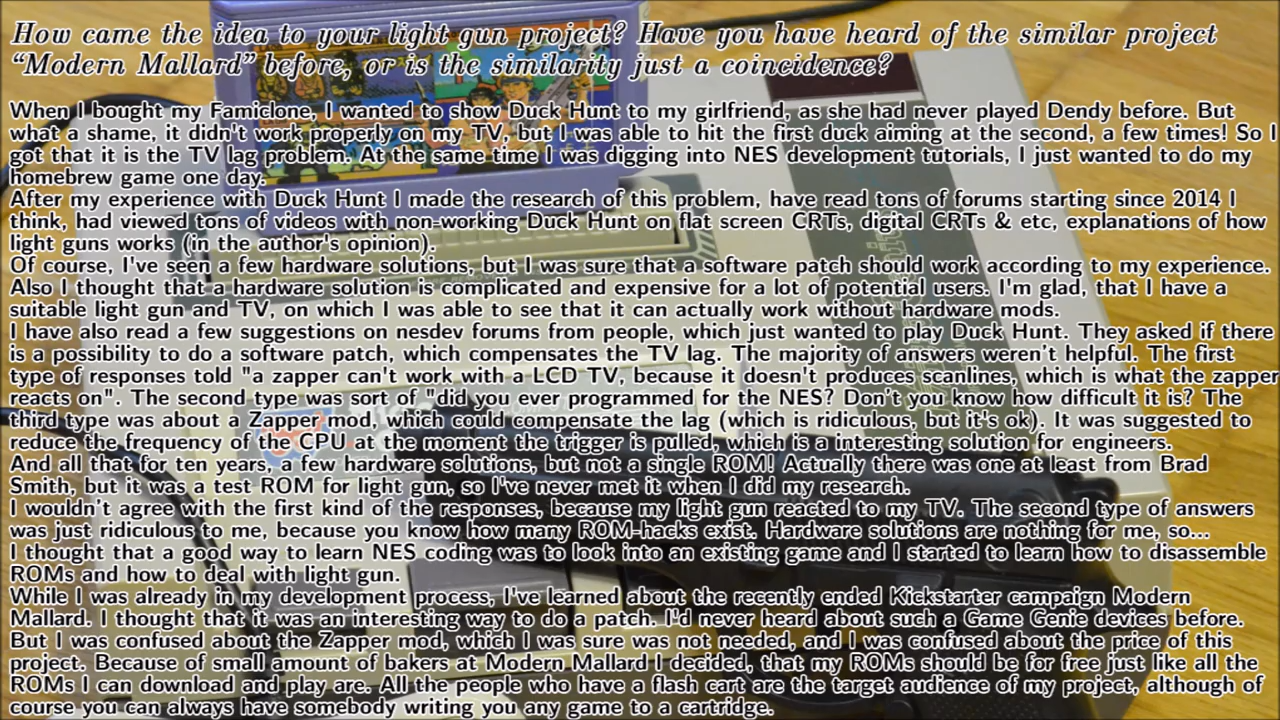 How came the idea to your light gun project? Have you have heard of the similar project
“Modern Mallard” before, or is the similarity just a coincidence?
When I bought my Famiclone, I wanted to show Duck Hunt to my girlfriend, as she had never played Dendy before. But
what a shame, it didn't work properly on my TV, but I was able to hit the first duck aiming at the second, a few times! So I
got that it is the TV lag problem. At the same time I was digging into NES development tutorials, I just wanted to do my
homebrew game one day.
After my experience with Duck Hunt I made the research of this problem, have read tons of forums starting since 2014 I
think, had viewed tons of videos with non-working Duck Hunt on flat screen CRTs, digital CRTs & etc, explanations of how
light guns works (in the author's opinion).
Of course, I've seen a few hardware solutions, but I was sure that a software patch should work according to my experience.
Also I thought that a hardware solution is complicated and expensive for a lot of potential users. I'm glad, that I have a
suitable light gun and TV, on which I was able to see that it can actually work without hardware mods.
I have also read a few suggestions on nesdev forums from people, which just wanted to play Duck Hunt. They asked if there
is a possibility to do a software patch, which compensates the TV lag. The majority of answers weren't helpful. The first
type of responses told "a zapper can't work with a LCD TV, because it doesn't produces scanlines, which is what the zapper
reacts on". The second type was sort of "did you ever programmed for the NES? Don't you know how difficult it is? The
third type was about a Zapper mod, which could compensate the lag (which is ridiculous, but it's ok). It was suggested to
reduce the frequency of the CPU at the moment the trigger is pulled, which is a interesting solution for engineers.
And all that for ten years, a few hardware solutions, but not a single ROM! Actually there was one at least from Brad
Smith, but it was a test ROM for light gun, so I've never met it when I did my research.
I wouldn't agree with the first kind of the responses, because my light gun reacted to my TV. The second type of answers
was just ridiculous to me, because you know how many ROM-hacks exist. Hardware solutions are nothing for me, so...
I thought that a good way to learn NES coding was to look into an existing game and I started to learn how to disassemble
ROMs and how to deal with light gun.
While I was already in my development process, I've learned about the recently ended Kickstarter campaign Modern
Mallard. I thought that it was an interesting way to do a patch. I'd never heard about such a Game Genie devices before.
But I was confused about the Zapper mod, which I was sure was not needed, and I was confused about the price of this
project. Because of small amount of bakers at Modern Mallard I decided, that my ROMs should be for free just like all the
ROMs I can download and play are. All the people who have a flash cart are the target audience of my project, although of
course you can always have somebody writing you any game to a cartridge.